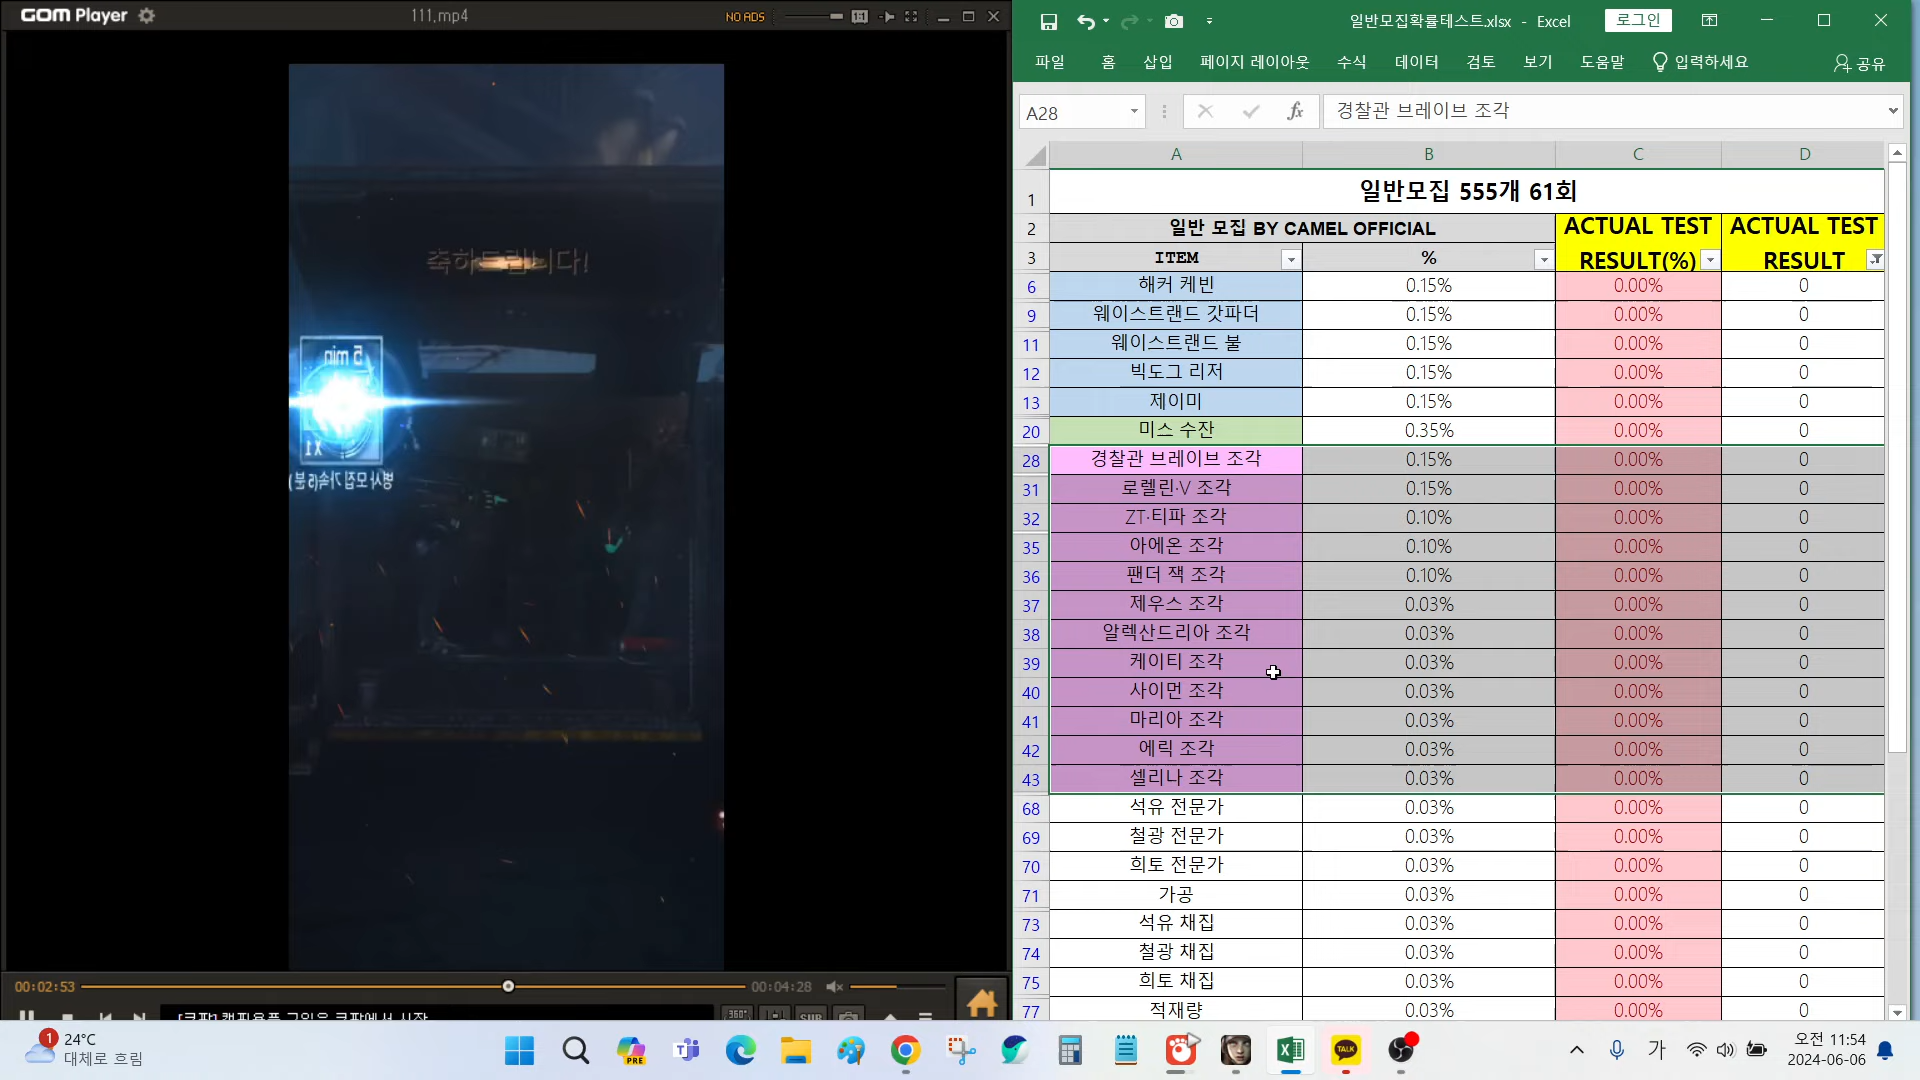 GOM Player
111.mp4
NO ADS
축하드립니다!
5 min
X1
병사 모집 가속(5분)
00:02:53
00:04:28
360°
SUB
일반모집확률테스트.xlsx - Excel
로그인
파일 홈 삽입 페이지 레이아웃 수식 데이터 검토 보기 도움말 입력하세요 공유
A28
fx
경찰관 브레이브 조각
A B C D
1 일반모집 555개 61회
2 일반 모집 BY CAMEL OFFICIAL ACTUAL TEST ACTUAL TEST
3 ITEM % RESULT(%) RESULT
6 해커 케빈 0.15% 0.00% 0
9 웨이스트랜드 갓파더 0.15% 0.00% 0
11 웨이스트랜드 불 0.15% 0.00% 0
12 빅도그 리저 0.15% 0.00% 0
13 제이미 0.15% 0.00% 0
20 미스 수잔 0.35% 0.00% 0
28 경찰관 브레이브 조각 0.15% 0.00% 0
31 로렐린·V 조각 0.15% 0.00% 0
32 ZT·티파 조각 0.10% 0.00% 0
35 아에온 조각 0.10% 0.00% 0
36 팬더 잭 조각 0.10% 0.00% 0
37 제우스 조각 0.03% 0.00% 0
38 알렉산드리아 조각 0.03% 0.00% 0
39 케이티 조각 0.03% 0.00% 0
40 사이먼 조각 0.03% 0.00% 0
41 마리아 조각 0.03% 0.00% 0
42 에릭 조각 0.03% 0.00% 0
43 셀리나 조각 0.03% 0.00% 0
68 석유 전문가 0.03% 0.00% 0
69 철광 전문가 0.03% 0.00% 0
70 희토 전문가 0.03% 0.00% 0
71 가공 0.03% 0.00% 0
73 석유 채집 0.03% 0.00% 0
74 철광 채집 0.03% 0.00% 0
75 희토 채집 0.03% 0.00% 0
77 적재량 0.03% 0.00% 0
1
24°C
대체로 흐림
PRE
TALK
가
오전 11:54
2024-06-06